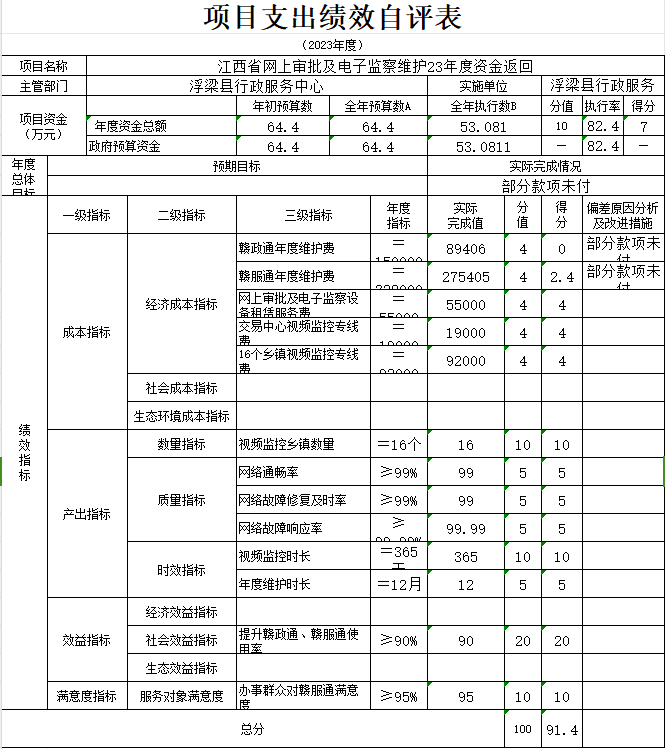 项目支出绩效自评表
（2023年度）
项目名称 江西省网上审批及电子监察维护23年度资金返回
主管部门 浮梁县行政服务中心 实施单位 浮梁县行政服务
项目资金（万元） 年初预算数 全年预算数A 全年执行数B 分值 执行率 得分
年度资金总额 64.4 64.4 53.081 10 82.4 7
政府预算资金 64.4 64.4 53.0811 － 82.4 －
年度总体目标 预期目标 实际完成情况
部分款项未付
绩效指标 一级指标 二级指标 三级指标 年度指标 实际完成值 分值 得分 偏差原因分析及改进措施
成本指标 经济成本指标 赣政通年度维护费 ＝ 89406 4 0 部分款项未付
赣服通年度维护费 ＝ 275405 4 2.4 部分款项未付
网上审批及电子监察设备租赁服务费 ＝55000 55000 4 4
交易中心视频监控专线费 ＝19000 19000 4 4
16个乡镇视频监控专线费 ＝92000 92000 4 4
社会成本指标
生态环境成本指标
产出指标 数量指标 视频监控乡镇数量 ＝16个 16 10 10
质量指标 网络通畅率 ≥99% 99 5 5
网络故障修复及时率 ≥99% 99 5 5
网络故障响应率 ≥99.99% 99.99 5 5
时效指标 视频监控时长 ＝365天 365 10 10
年度维护时长 ＝12月 12 5 5
效益指标 经济效益指标
社会效益指标 提升赣政通、赣服通使用率 ≥90% 90 20 20
生态效益指标
满意度指标 服务对象满意度 办事群众对赣服通满意度 ≥95% 95 10 10
总分 100 91.4